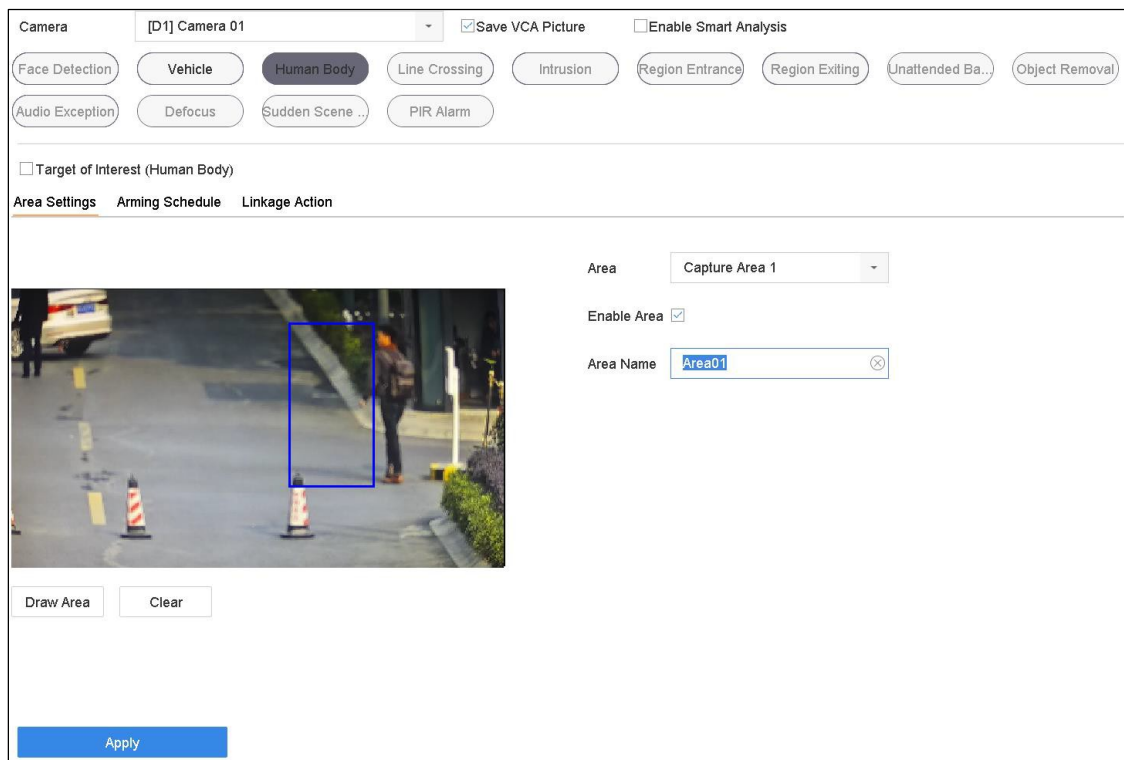 Camera [D1] Camera 01 Save VCA Picture Enable Smart Analysis
Face Detection Vehicle Human Body Line Crossing Intrusion Region Entrance Region Exiting Unattended Ba... Object Removal
Audio Exception Defocus Sudden Scene ... PIR Alarm
Target of Interest (Human Body)
Area Settings Arming Schedule Linkage Action
Area Capture Area 1
Enable Area
Area Name Area01
Draw Area Clear
Apply